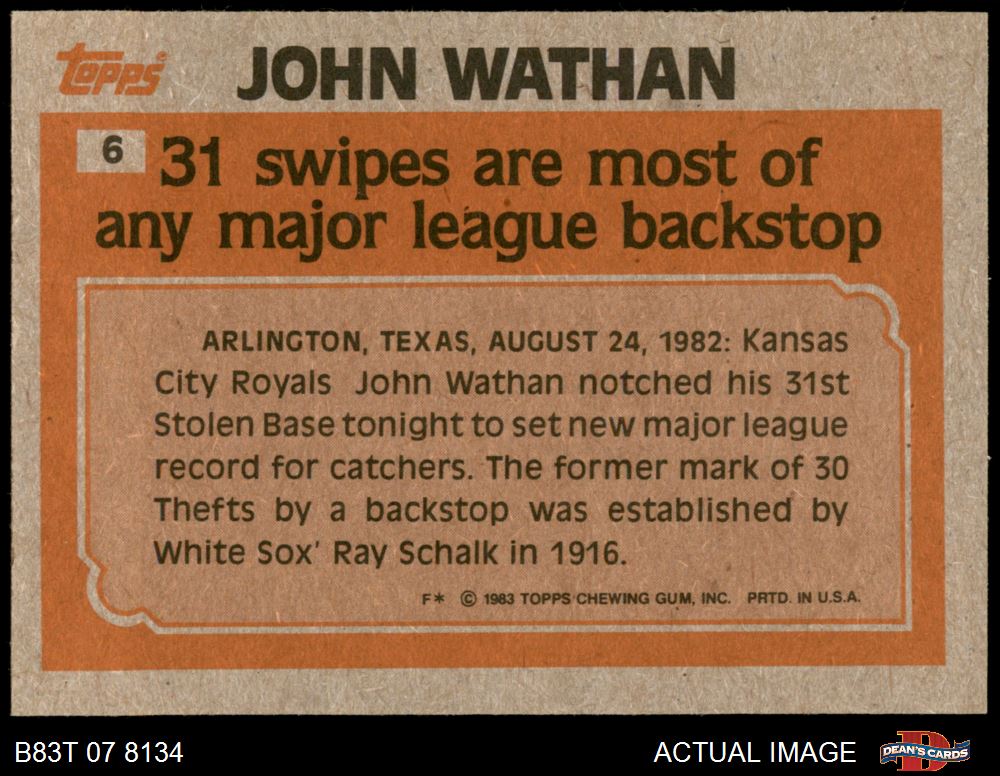 topps
JOHN WATHAN
6
31 swipes are most of
any major league backstop
ARLINGTON, TEXAS, AUGUST 24, 1982: Kansas
City Royals John Wathan notched his 31st
Stolen Base tonight to set new major league
record for catchers. The former mark of 30
Thefts by a backstop was established by
White Sox' Ray Schalk in 1916.
F* © 1983 TOPPS CHEWING GUM, INC. PRTD. IN U.S.A.
B83T 07 8134
ACTUAL IMAGE
D
DEAN'S CARDS